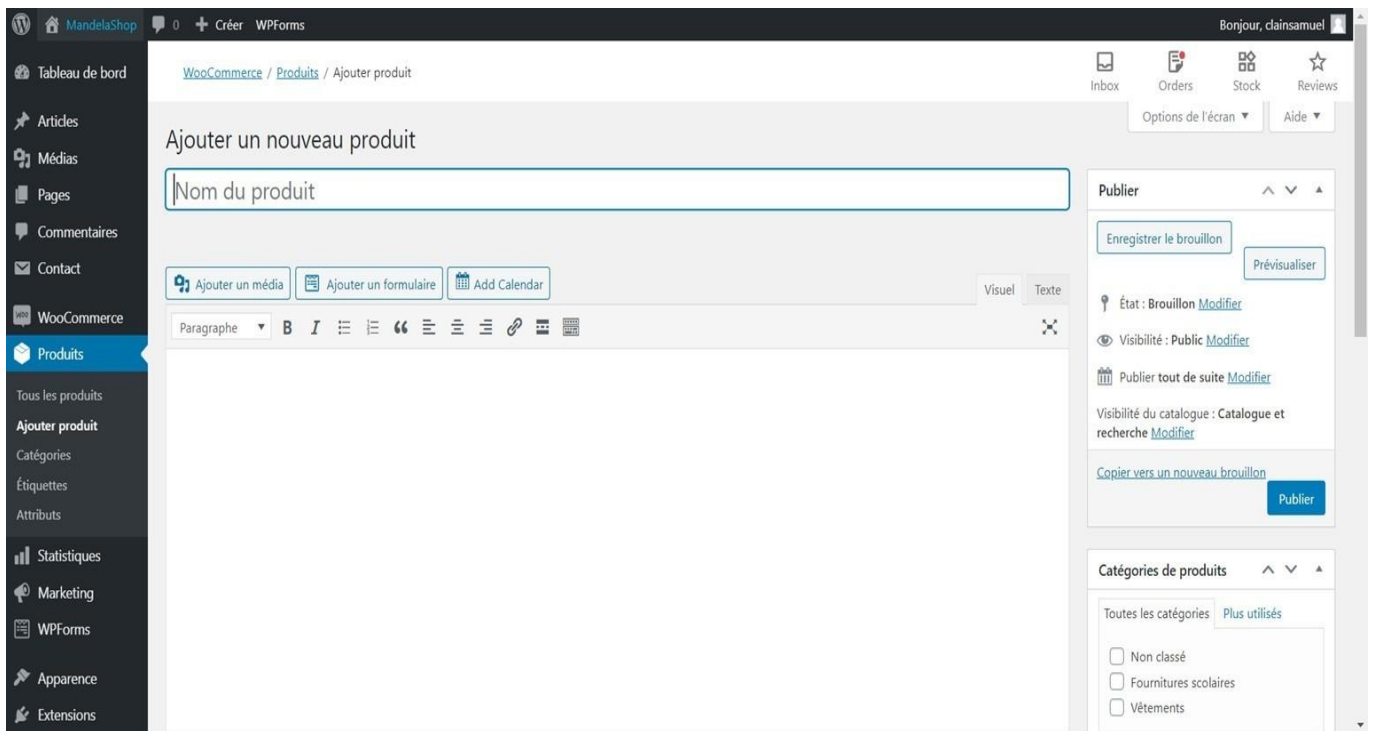 MandelaShop 0 Créer WPForms Bonjour, clainsamuel
Tableau de bord
Articles
Médias
Pages
Commentaires
Contact
WooCommerce
Produits
Tous les produits
Ajouter produit
Catégories
Étiquettes
Attributs
Statistiques
Marketing
WPForms
Apparence
Extensions
WooCommerce / Produits / Ajouter produit
Inbox Orders Stock Reviews
Options de l'écran Aide
Ajouter un nouveau produit
Nom du produit
Ajouter un média Ajouter un formulaire Add Calendar
Visuel Texte
Paragraphe B I
Publier
Enregistrer le brouillon
Prévisualiser
État : Brouillon Modifier
Visibilité : Public Modifier
Publier tout de suite Modifier
Visibilité du catalogue : Catalogue et
recherche Modifier
Copier vers un nouveau brouillon
Publier
Catégories de produits
Toutes les catégories Plus utilisés
Non classé
Fournitures scolaires
Vêtements